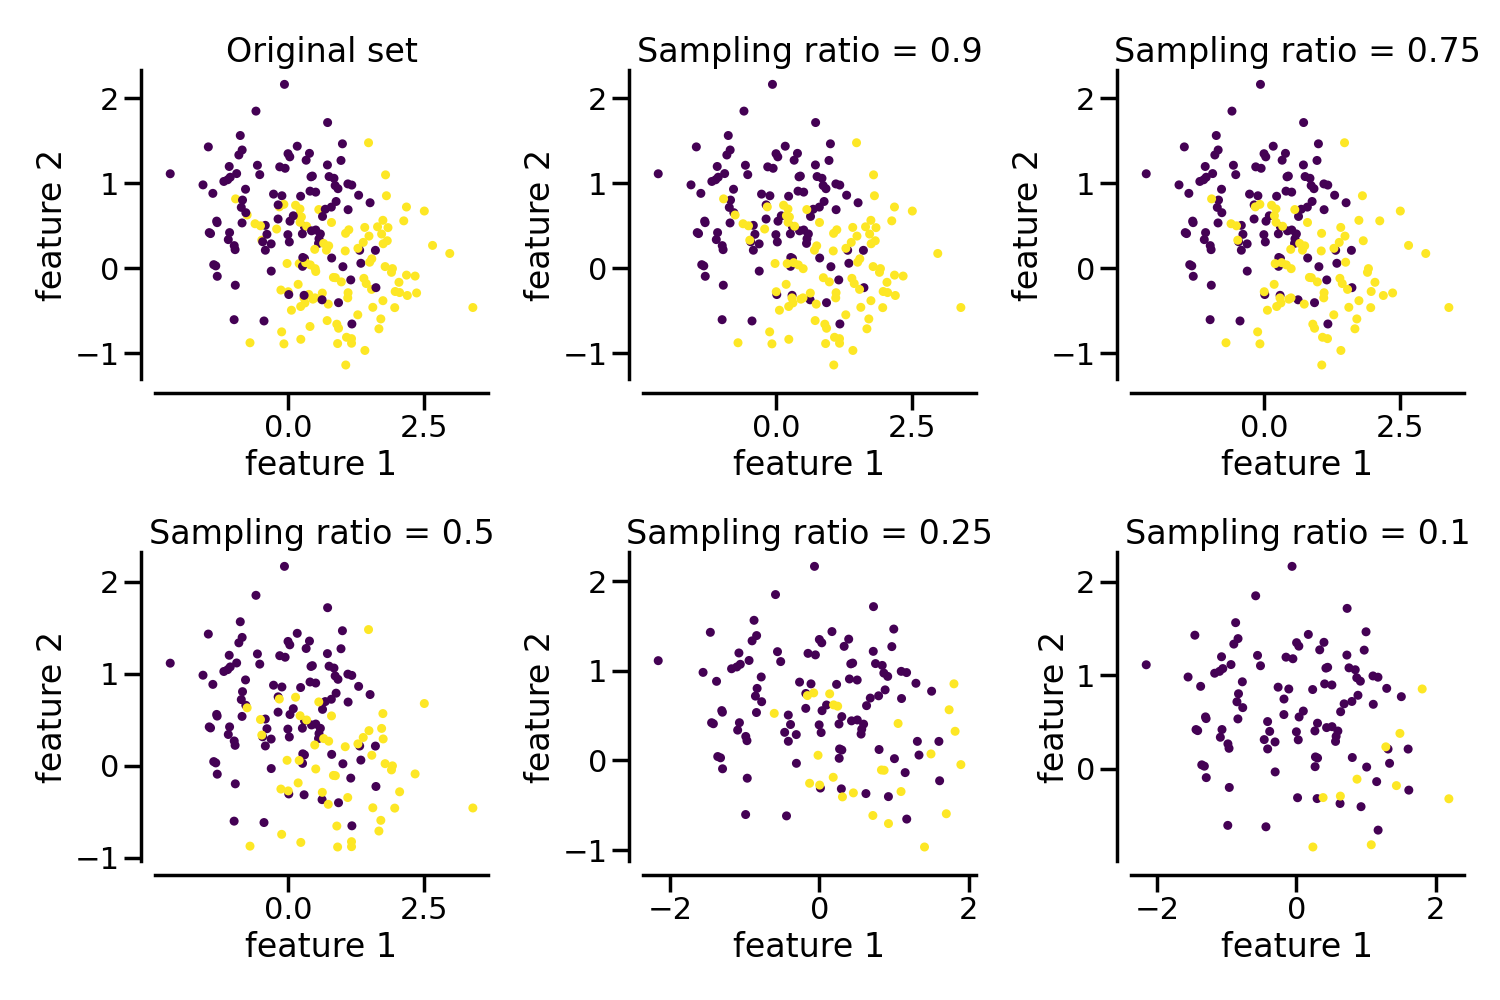 Original set
Sampling ratio = 0.9
Sampling ratio = 0.75
feature 2
2
1
0
−1
0.0
2.5
feature 1
feature 2
2
1
0
−1
0.0
2.5
feature 1
feature 2
2
1
0
−1
0.0
2.5
feature 1
Sampling ratio = 0.5
Sampling ratio = 0.25
Sampling ratio = 0.1
feature 2
2
1
0
−1
0.0
2.5
feature 1
feature 2
2
1
0
−1
−2
0
2
feature 1
feature 2
2
1
0
−2
0
2
feature 1